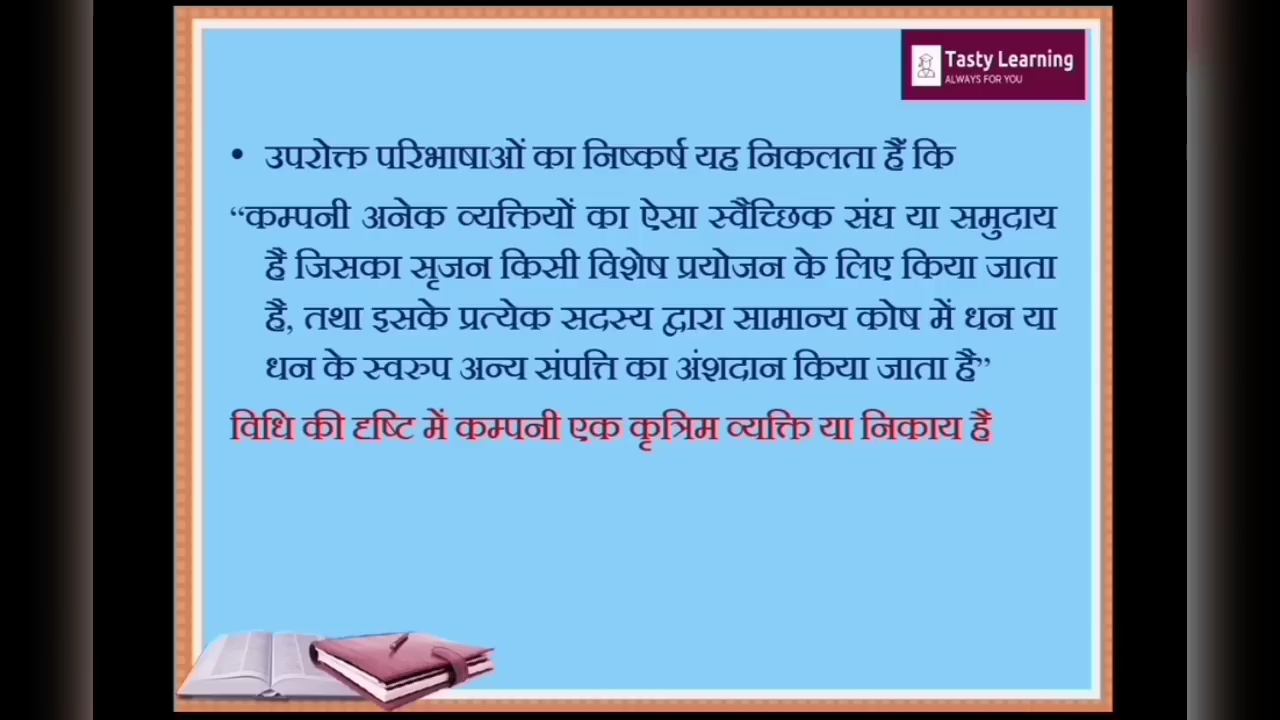 Tasty Learning
ALWAYS FOR YOU
• उपरोक्त परिभाषाओं का निष्कर्ष यह निकलता हैं कि
“कम्पनी अनेक व्यक्तियों का ऐसा स्वैच्छिक संघ या समुदाय
है जिसका सृजन किसी विशेष प्रयोजन के लिए किया जाता
है, तथा इसके प्रत्येक सदस्य द्वारा सामान्य कोष में धन या
धन के स्वरुप अन्य संपत्ति का अंशदान किया जाता है”
विधि की दृष्टि में कम्पनी एक कृत्रिम व्यक्ति या निकाय है